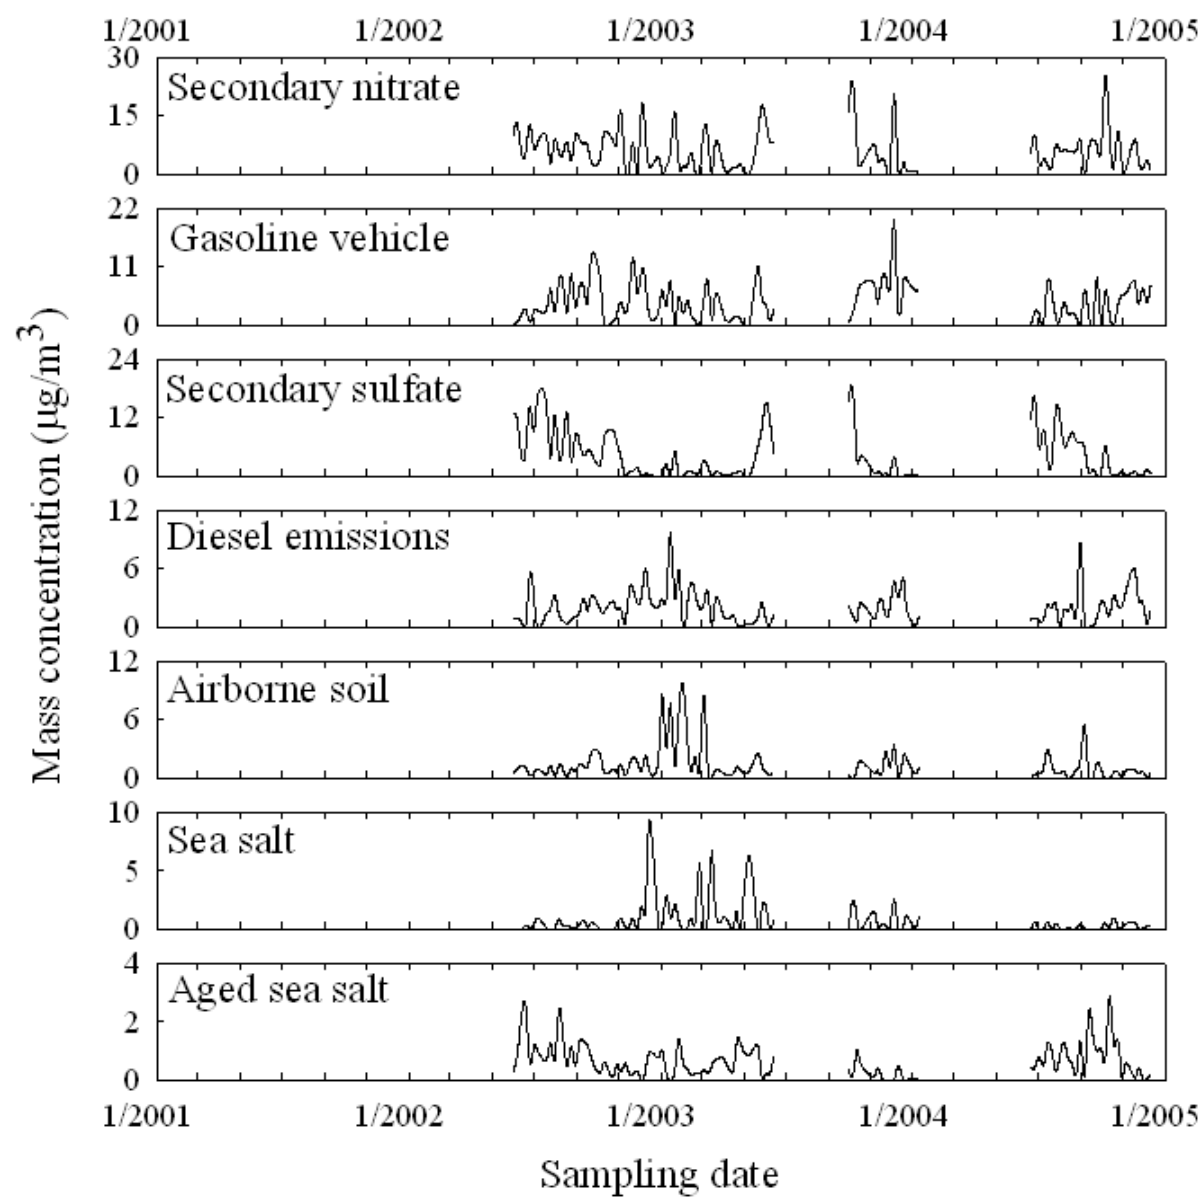 1/2001 1/2002 1/2003 1/2004 1/2005
30
Secondary nitrate
15
0
22
Gasoline vehicle
11
0
24
Secondary sulfate
12
0
12
Diesel emissions
6
0
12
Airborne soil
6
0
10
Sea salt
5
0
4
Aged sea salt
2
0
Mass concentration (µg/m³)
1/2001 1/2002 1/2003 1/2004 1/2005
Sampling date